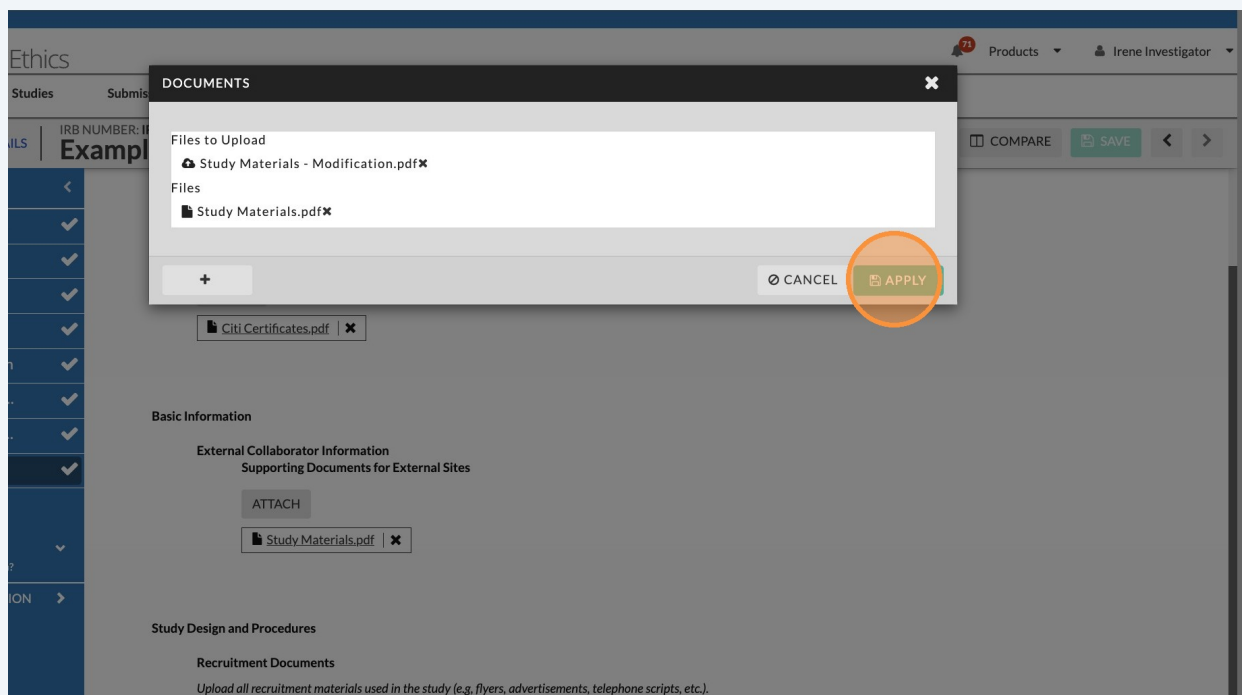 71
Products
Irene Investigator
Ethics
Studies
Submis
DOCUMENTS
AILS
IRB NUMBER: I
Exampl
COMPARE
SAVE
Files to Upload
Study Materials - Modification.pdf
Files
Study Materials.pdf
+
CANCEL
APPLY
Citi Certificates.pdf
Basic Information
External Collaborator Information
Supporting Documents for External Sites
ATTACH
Study Materials.pdf
ION
Study Design and Procedures
Recruitment Documents
Upload all recruitment materials used in the study (e.g, flyers, advertisements, telephone scripts, etc.).